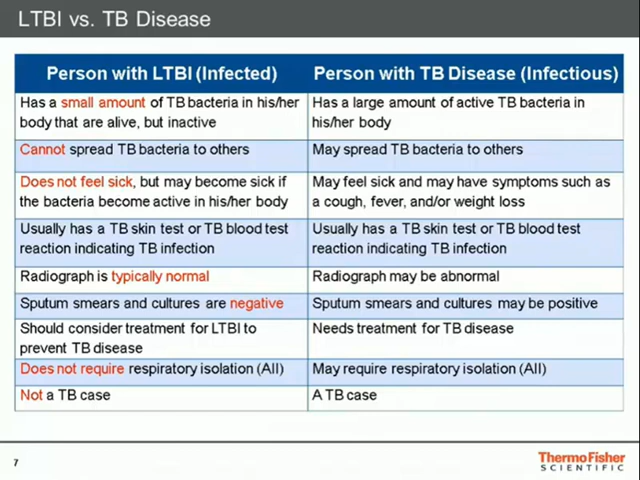 LTBI vs. TB Disease
Person with LTBI (Infected)
Person with TB Disease (Infectious)
Has a small amount of TB bacteria in his/her
body that are alive, but inactive
Has a large amount of active TB bacteria in
his/her body
Cannot spread TB bacteria to others
May spread TB bacteria to others
Does not feel sick, but may become sick if
the bacteria become active in his/her body
May feel sick and may have symptoms such as
a cough, fever, and/or weight loss
Usually has a TB skin test or TB blood test
reaction indicating TB infection
Usually has a TB skin test or TB blood test
reaction indicating TB infection
Radiograph is typically normal
Radiograph may be abnormal
Sputum smears and cultures are negative
Sputum smears and cultures may be positive
Should consider treatment for LTBI to
prevent TB disease
Needs treatment for TB disease
Does not require respiratory isolation (AII)
May require respiratory isolation (AII)
Not a TB case
A TB case
7
ThermoFisher
SCIENTIFIC